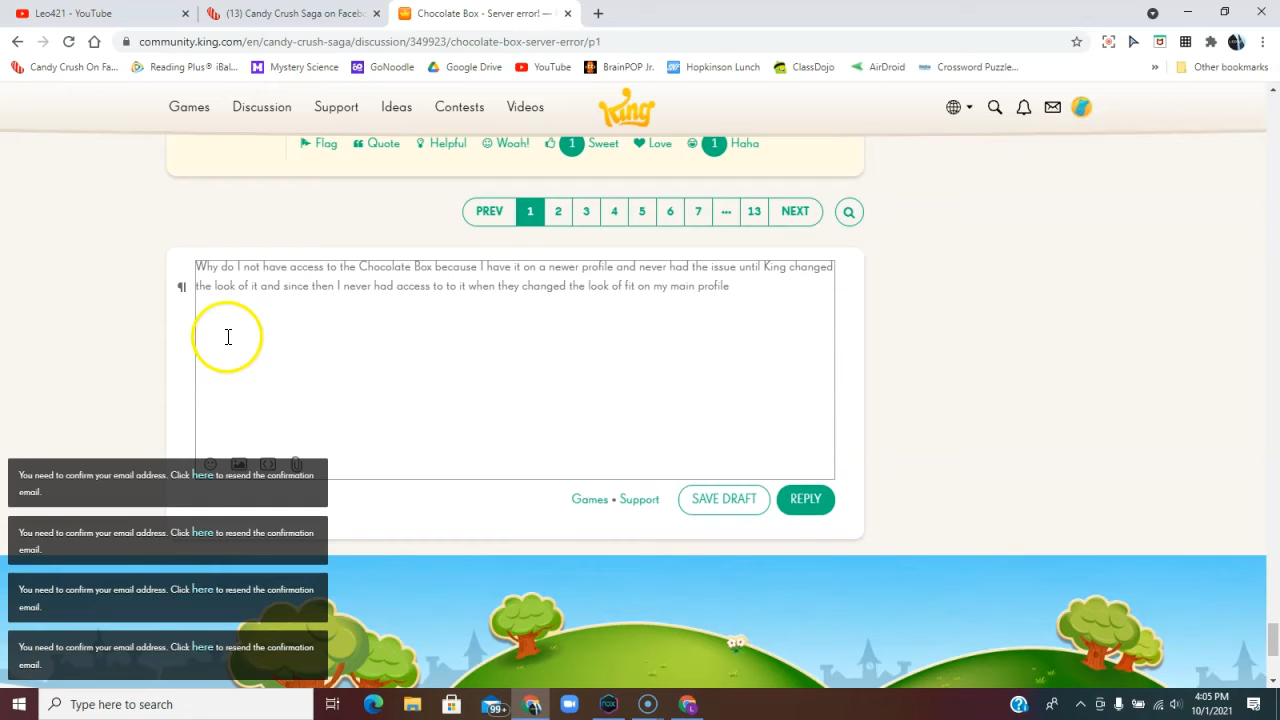 Leo421 - YouTube
(1) Candy Crush Saga on Faceb
Chocolate Box - Server error! —
community.king.com/en/candy-crush-saga/discussion/349923/chocolate-box-server-error/p1
Candy Crush On Fa...
Reading Plus® iBal...
Mystery Science
GoNoodle
Google Drive
YouTube
BrainPOP Jr.
Hopkinson Lunch
ClassDojo
AirDroid
Crossword Puzzle...
Other bookmarks
Games
Discussion
Support
Ideas
Contests
Videos
King
Flag
Quote
Helpful
Woah!
1 Sweet
Love
1 Haha
PREV 1 2 3 4 5 6 7 ... 13 NEXT
Why do I not have access to the Chocolate Box because I have it on a newer profile and never had the issue until King changed
the look of it and since then I never had access to to it when they changed the look of fit on my main profile
Games • Support
SAVE DRAFT
REPLY
You need to confirm your email address. Click here to resend the confirmation
email.
You need to confirm your email address. Click here to resend the confirmation
email.
You need to confirm your email address. Click here to resend the confirmation
email.
You need to confirm your email address. Click here to resend the confirmation
email.
Type here to search
99+
nox
L
4:05 PM
10/1/2021